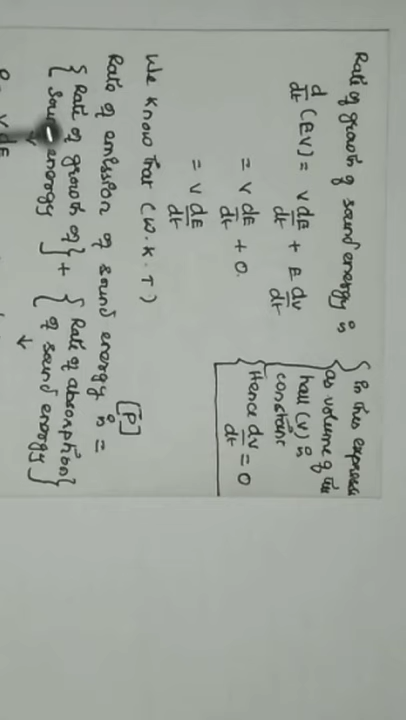 Rate of growth of sound energy is
d/dt (EV) = V dE/dt + E dV/dt
= V dE/dt + 0.
= V dE/dt
{ In this express
as volume of the
hall (V) is
constant
Hence dV/dt = 0
We know that (W.K.T)
Rate of emission of sound energy is = [P]
{ Rate of growth of sound energy } + { Rate of absorption of sound energy }
↓
V dE